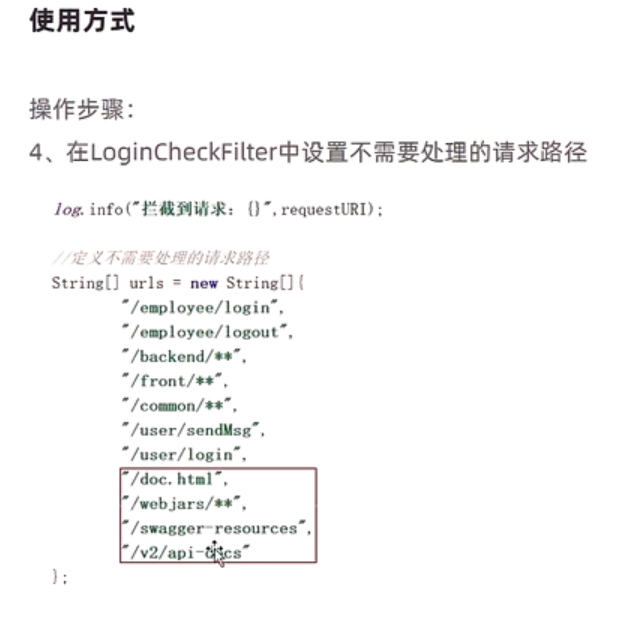 使用方式
操作步骤：
4、在LoginCheckFilter中设置不需要处理的请求路径
log.info("拦截到请求：{}",requestURI);
//定义不需要处理的请求路径
String[] urls = new String[]{
"/employee/login",
"/employee/logout",
"/backend/**",
"/front/**",
"/common/**",
"/user/sendMsg",
"/user/login",
"/doc.html",
"/webjars/**",
"/swagger-resources",
"/v2/api-docs"
};